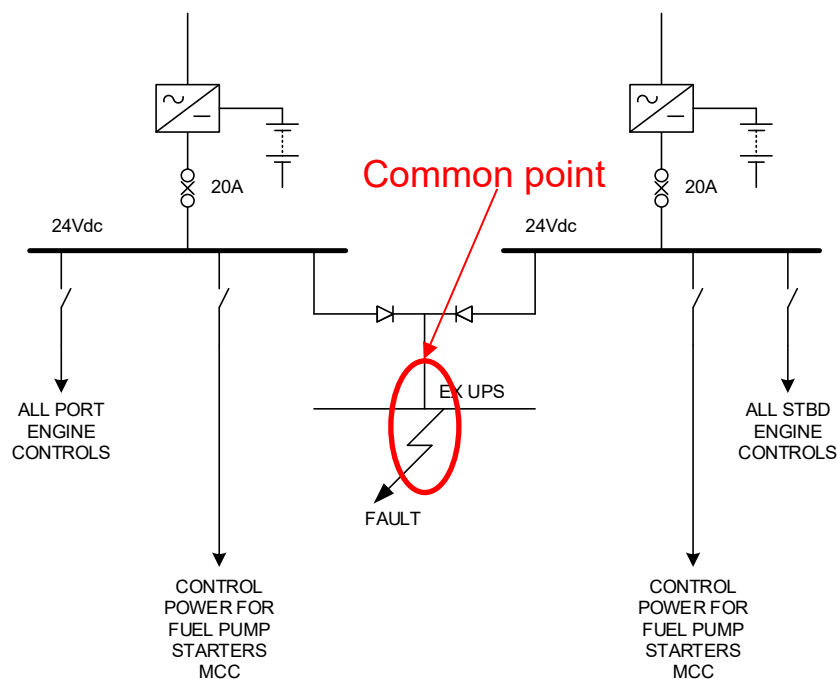 20A
Common point
20A
24Vdc
24Vdc
EX UPS
ALL PORT
ENGINE
CONTROLS
ALL STBD
ENGINE
CONTROLS
FAULT
CONTROL
POWER FOR
FUEL PUMP
STARTERS
MCC
CONTROL
POWER FOR
FUEL PUMP
STARTERS
MCC